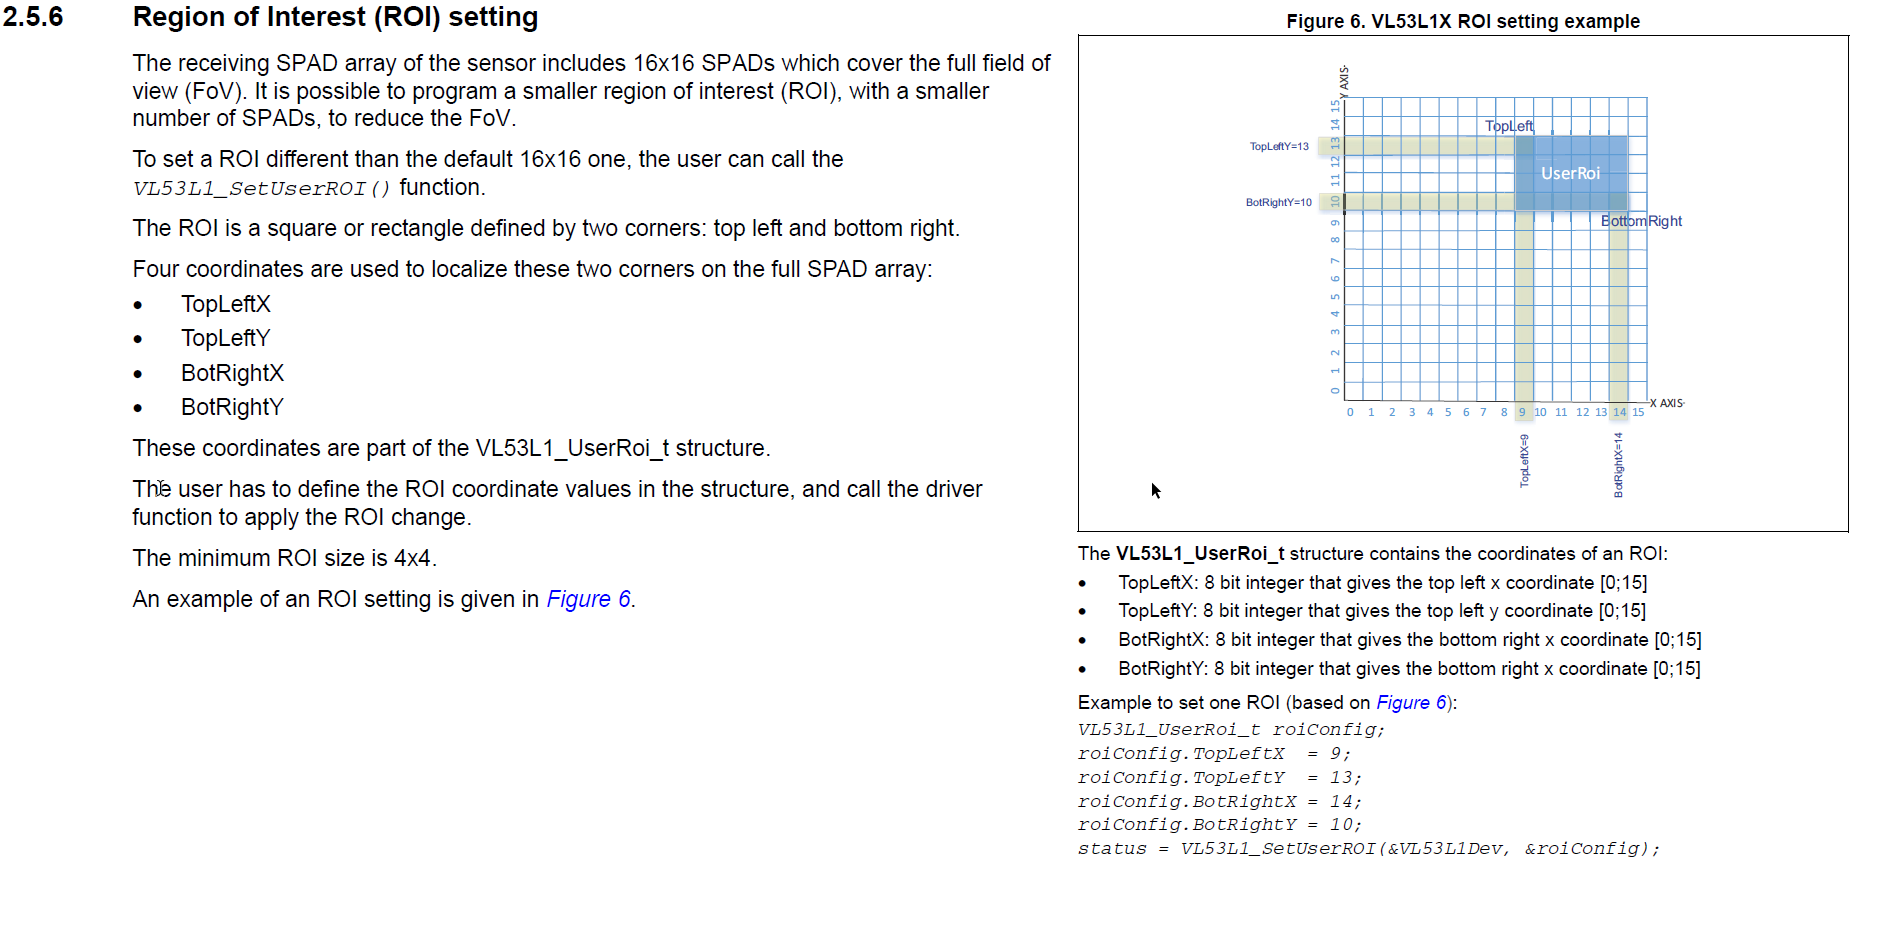 2.5.6 Region of Interest (ROI) setting
The receiving SPAD array of the sensor includes 16x16 SPADs which cover the full field of
view (FoV). It is possible to program a smaller region of interest (ROI), with a smaller
number of SPADs, to reduce the FoV.
To set a ROI different than the default 16x16 one, the user can call the
VL53L1_SetUserROI() function.
The ROI is a square or rectangle defined by two corners: top left and bottom right.
Four coordinates are used to localize these two corners on the full SPAD array:
• TopLeftX
• TopLeftY
• BotRightX
• BotRightY
These coordinates are part of the VL53L1_UserRoi_t structure.
The user has to define the ROI coordinate values in the structure, and call the driver
function to apply the ROI change.
The minimum ROI size is 4x4.
An example of an ROI setting is given in Figure 6.
Figure 6. VL53L1X ROI setting example
Y AXIS
15
14
13
12
11
10
9
8
7
6
5
4
3
2
1
0
TopLeft
TopLeftY=13
UserRoi
BotRightY=10
BottomRight
X AXIS
0 1 2 3 4 5 6 7 8 9 10 11 12 13 14 15
TopLeftX=9
BotRightX=14
The VL53L1_UserRoi_t structure contains the coordinates of an ROI:
• TopLeftX: 8 bit integer that gives the top left x coordinate [0;15]
• TopLeftY: 8 bit integer that gives the top left y coordinate [0;15]
• BotRightX: 8 bit integer that gives the bottom right x coordinate [0;15]
• BotRightY: 8 bit integer that gives the bottom right x coordinate [0;15]
Example to set one ROI (based on Figure 6):
VL53L1_UserRoi_t roiConfig;
roiConfig.TopLeftX = 9;
roiConfig.TopLeftY = 13;
roiConfig.BotRightX = 14;
roiConfig.BotRightY = 10;
status = VL53L1_SetUserROI(&VL53L1Dev, &roiConfig);